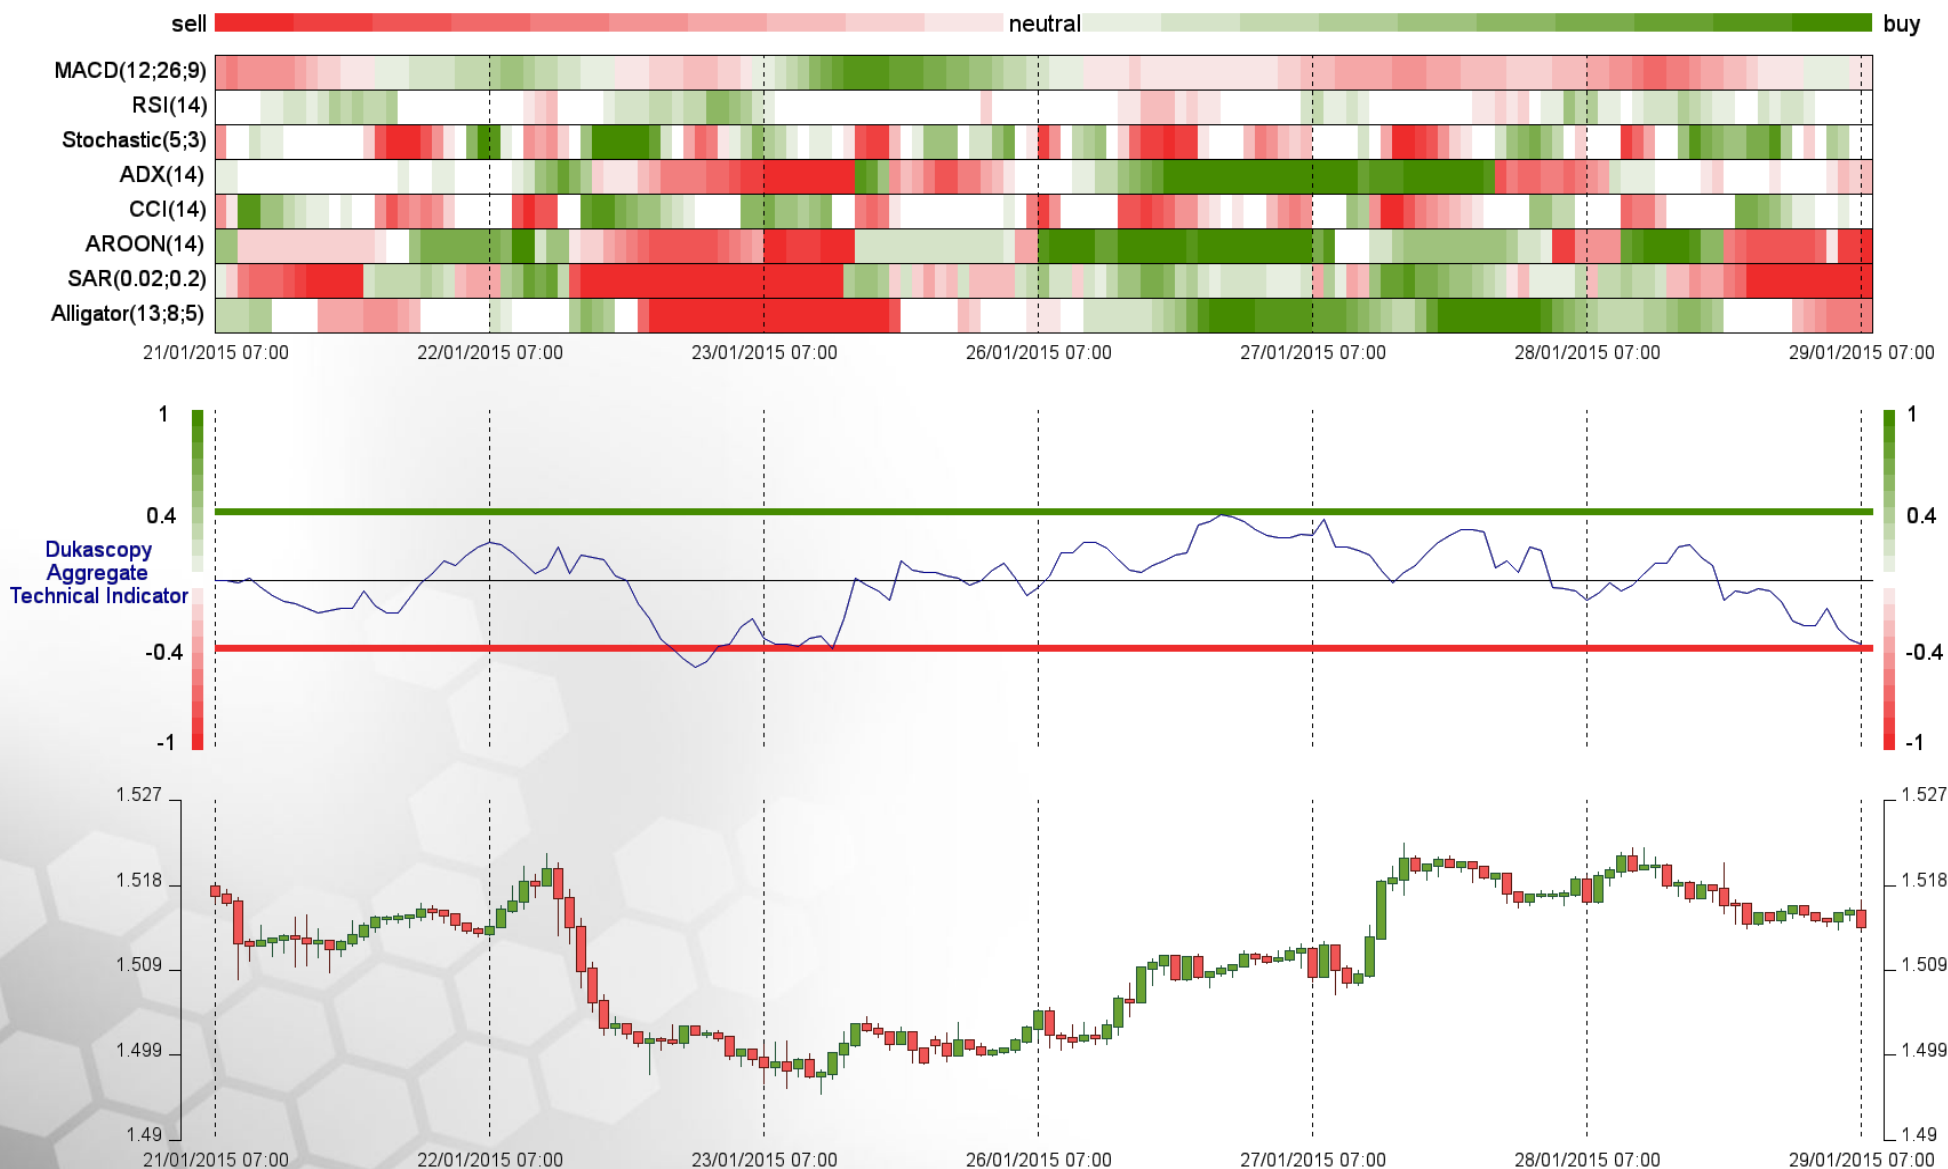 sell neutral buy
MACD(12;26;9)
RSI(14)
Stochastic(5;3)
ADX(14)
CCI(14)
AROON(14)
SAR(0.02;0.2)
Alligator(13;8;5)
21/01/2015 07:00 22/01/2015 07:00 23/01/2015 07:00 26/01/2015 07:00 27/01/2015 07:00 28/01/2015 07:00 29/01/2015 07:00
1 1
0.4 0.4
Dukascopy
Aggregate
Technical Indicator
-0.4 -0.4
-1 -1
1.527 1.527
1.518 1.518
1.509 1.509
1.499 1.499
1.49 1.49
21/01/2015 07:00 22/01/2015 07:00 23/01/2015 07:00 26/01/2015 07:00 27/01/2015 07:00 28/01/2015 07:00 29/01/2015 07:00